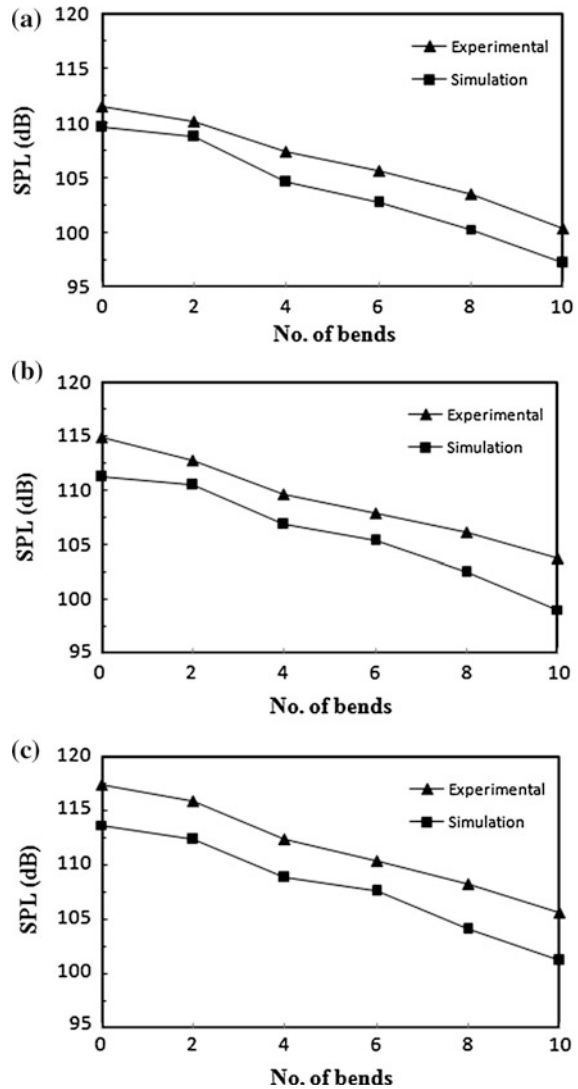 (a)
120
115
110
105
100
95
SPL (dB)
Experimental
Simulation
0 2 4 6 8 10
No. of bends
(b)
120
115
110
105
100
95
SPL (dB)
Experimental
Simulation
0 2 4 6 8 10
No. of bends
(c)
120
115
110
105
100
95
SPL (dB)
Experimental
Simulation
0 2 4 6 8 10
No. of bends